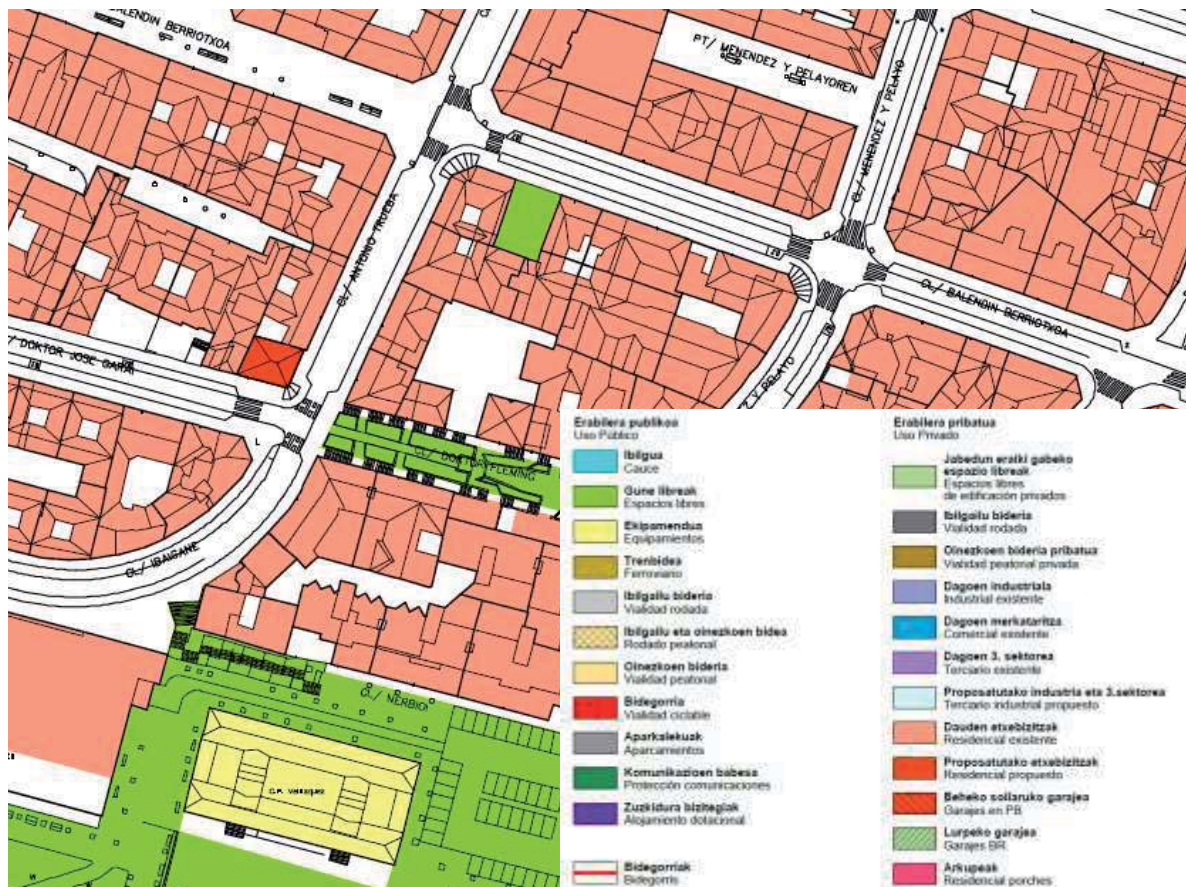 BALENDIN BERRIOTXOA
CL/
PT/ MENENDEZ Y PELAYOREN
CL/ MENENDEZ Y PELAYO
CL/ ANTONIO TRUEBA
CL/ BALENDIN BERRIOTXOA
/ DOKTOR JOSE GARAI
Z Y PELAYO
CL/ DOKTOR FLEMING
CL/ IBAIGANE
CL/ NERBIOI
C.P. Velazquez
Erabilera publikoa
Uso Público
Ibilgua
Cauce
Gune libreak
Espacios libres
Ekipamendua
Equipamientos
Trenbidea
Ferroviario
Ibilgailu bideria
Vialidad rodada
Ibilgailu eta oinezkoen bidea
Rodado peatonal
Oinezkoen bideria
Vialidad peatonal
Bidegorria
Vialidad ciclable
Aparkalekuak
Aparcamientos
Komunikazioen babesa
Protección comunicaciones
Zuzkidura bizitegiak
Alojamiento dotacional
Bidegorriak
Bidegorris
Erabilera pribatua
Uso Privado
Jabedun eraiki gabeko
espazio libreak
Espacios libres
de edificación privados
Ibilgailu bideria
Vialidad rodada
Oinezkoen bideria pribatua
Vialidad peatonal privada
Dagoen industriala
Industrial existente
Dagoen merkataritza
Comercial existente
Dagoen 3. sektorea
Terciario existente
Proposatutako industria eta 3.sektorea
Terciario industrial propuesto
Dauden etxebizitzak
Residencial existente
Proposatutako etxebizitzak
Residencial propuesto
Beheko solairuko garajea
Garajes en PB
Lurpeko garajea
Garajes BR
Arkupeak
Residencial porches